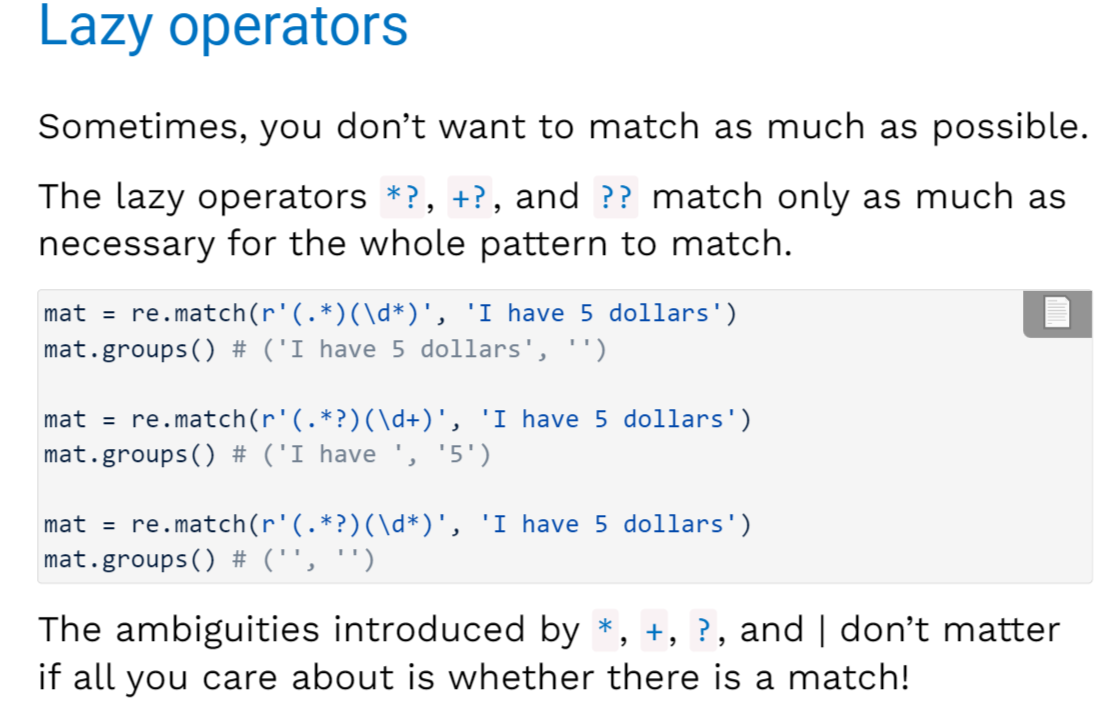 Lazy operators
Sometimes, you don’t want to match as much as possible.
The lazy operators *?, +?, and ?? match only as much as
necessary for the whole pattern to match.
mat = re.match(r'(.*)(\d*)', 'I have 5 dollars')
mat.groups() # ('I have 5 dollars', '')
mat = re.match(r'(.*?)(\d+)', 'I have 5 dollars')
mat.groups() # ('I have ', '5')
mat = re.match(r'(.*?)(\d*)', 'I have 5 dollars')
mat.groups() # ('', '')
The ambiguities introduced by *, +, ?, and | don’t matter
if all you care about is whether there is a match!